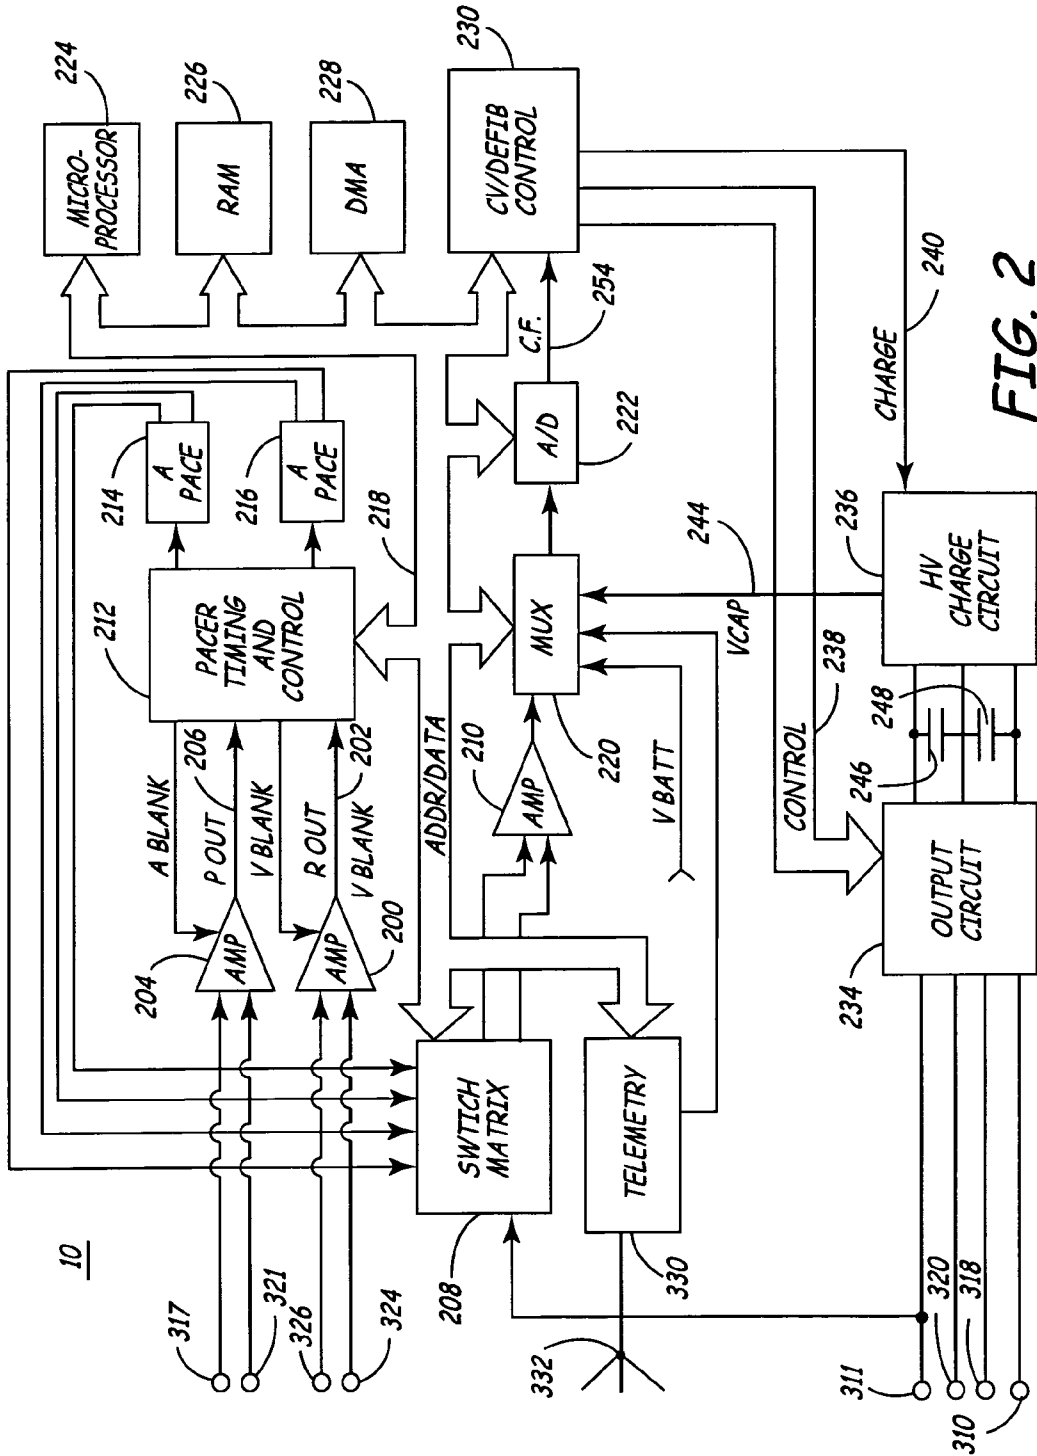 10
317
321
326
324
204
AMP
AMP
200
A BLANK
P OUT
206
V BLANK
R OUT
202
V BLANK
212
PACER
TIMING
AND
CONTROL
214
A
PACE
216
A
PACE
218
MICRO-
PROCESSOR
224
RAM
226
DMA
228
208
SWTICH
MATRIX
ADDR/DATA
210
AMP
MUX
220
A/D
222
C.F.
254
CV/DEFIB
CONTROL
230
332
TELEMETRY
330
V BATT
VCAP
244
CONTROL
238
CHARGE
240
311
320
318
310
234
OUTPUT
CIRCUIT
246
248
236
HV
CHARGE
CIRCUIT
FIG. 2